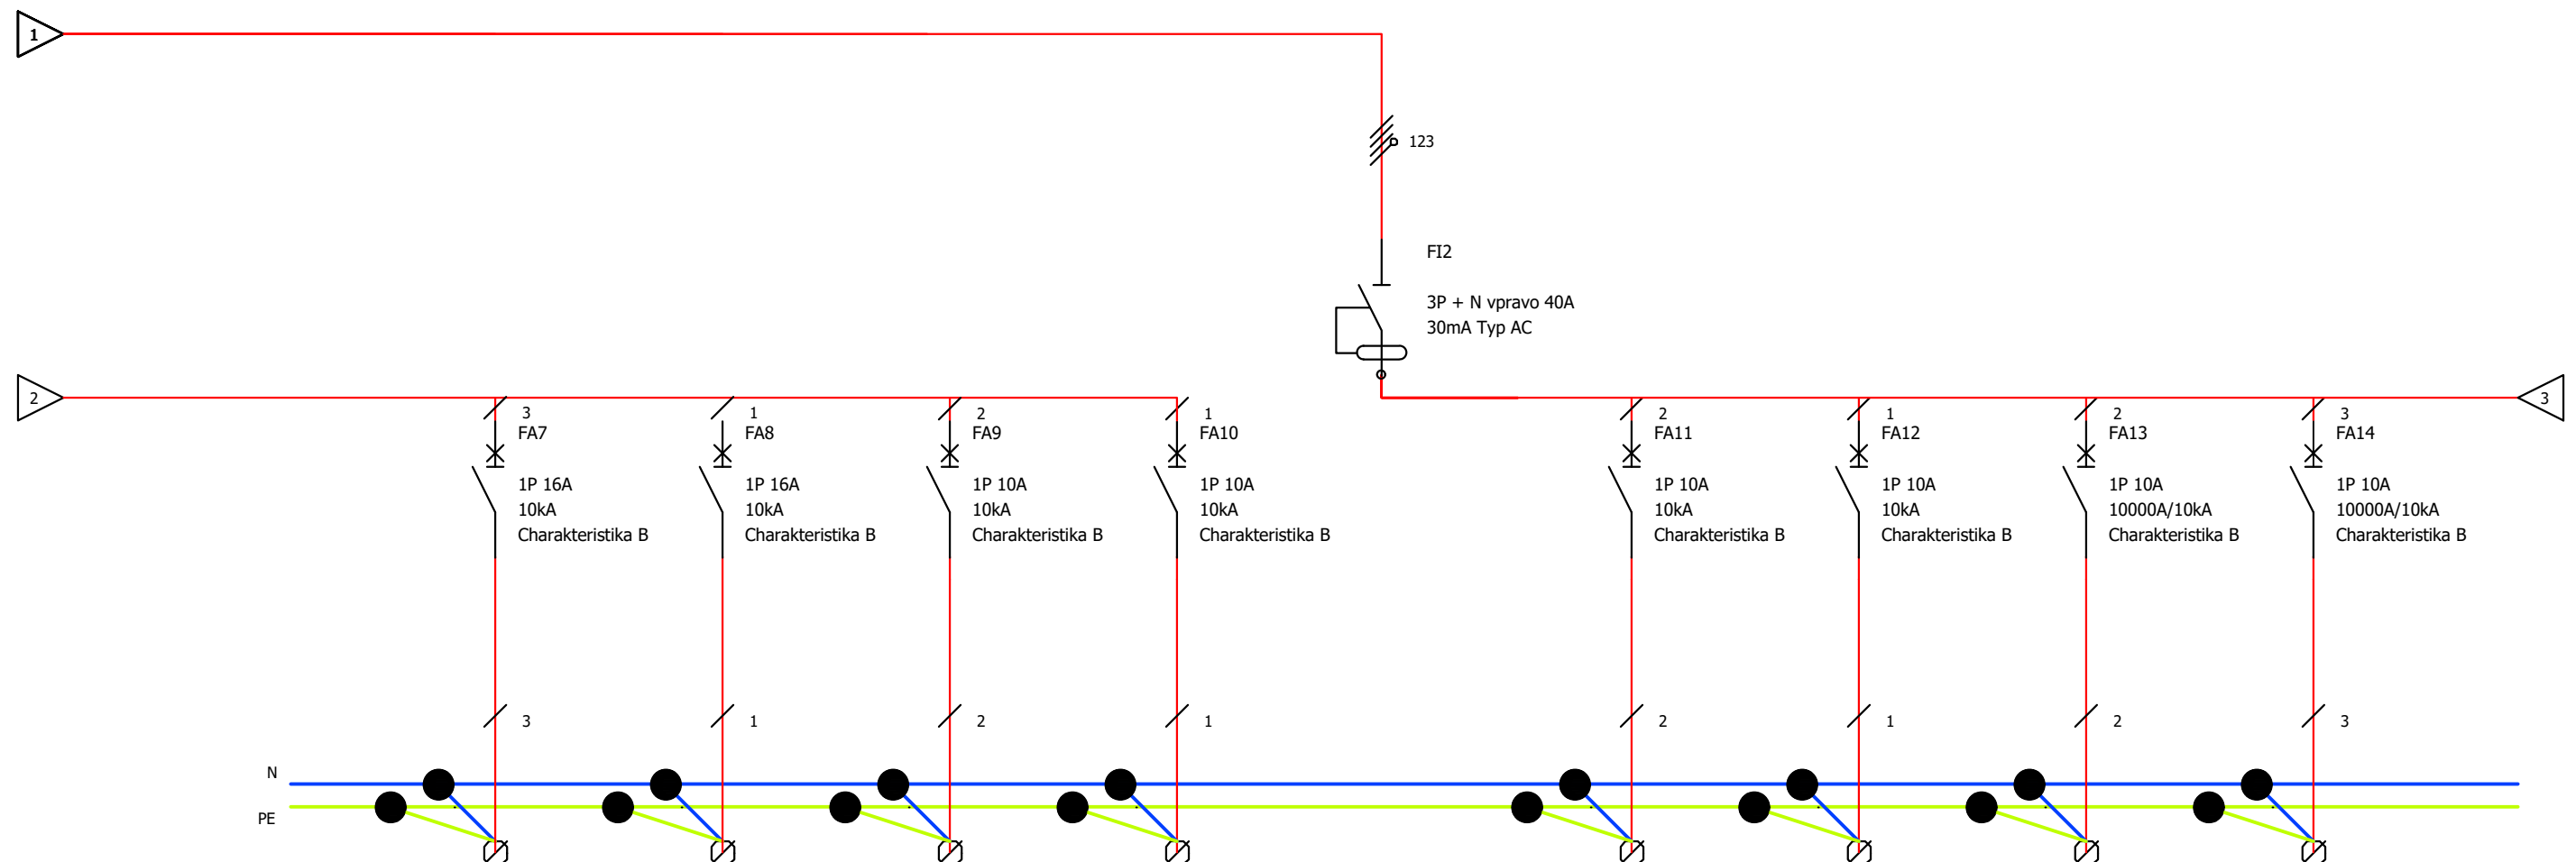 1
123
FI2
3P + N vpravo 40A
30mA Typ AC
2
3
3
FA7
1P 16A
10kA
Charakteristika B
1
FA8
1P 16A
10kA
Charakteristika B
2
FA9
1P 10A
10kA
Charakteristika B
1
FA10
1P 10A
10kA
Charakteristika B
2
FA11
1P 10A
10kA
Charakteristika B
1
FA12
1P 10A
10kA
Charakteristika B
2
FA13
1P 10A
10000A/10kA
Charakteristika B
3
FA14
1P 10A
10000A/10kA
Charakteristika B
3
1
2
1
2
1
2
3
N
PE